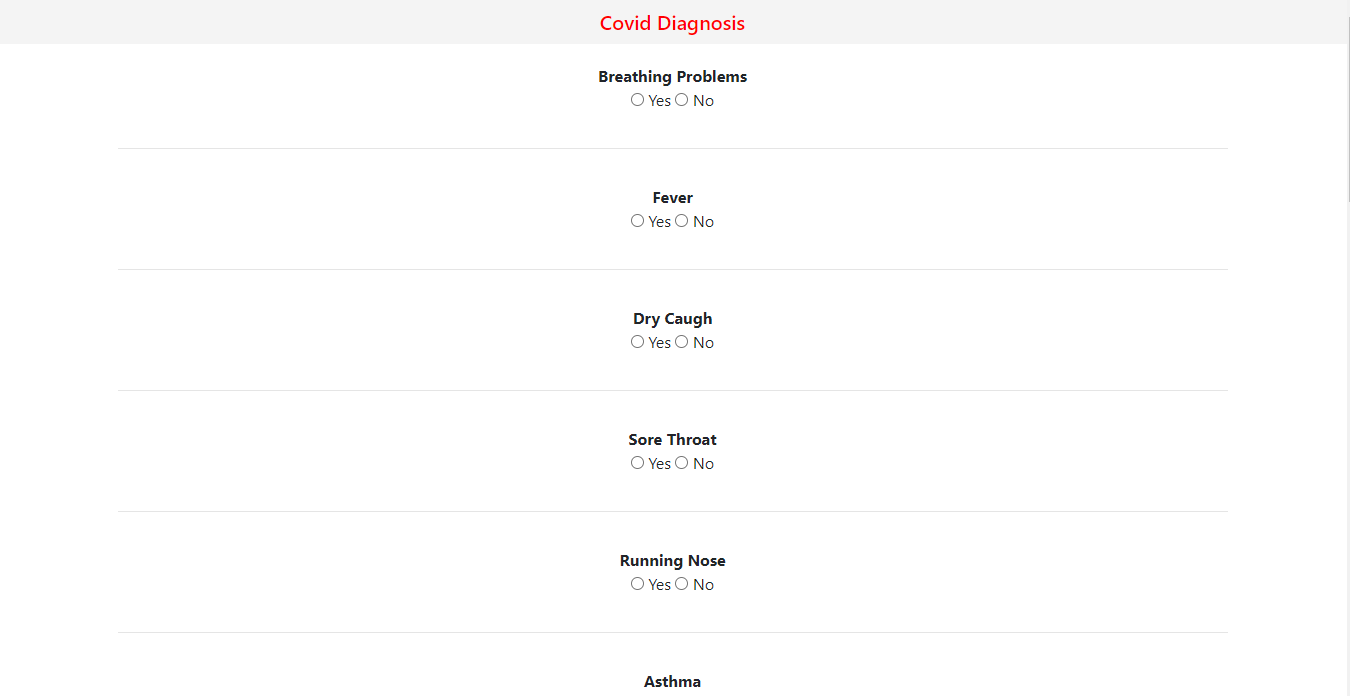 Covid Diagnosis
Breathing Problems
Yes No
Fever
Yes No
Dry Caugh
Yes No
Sore Throat
Yes No
Running Nose
Yes No
Asthma